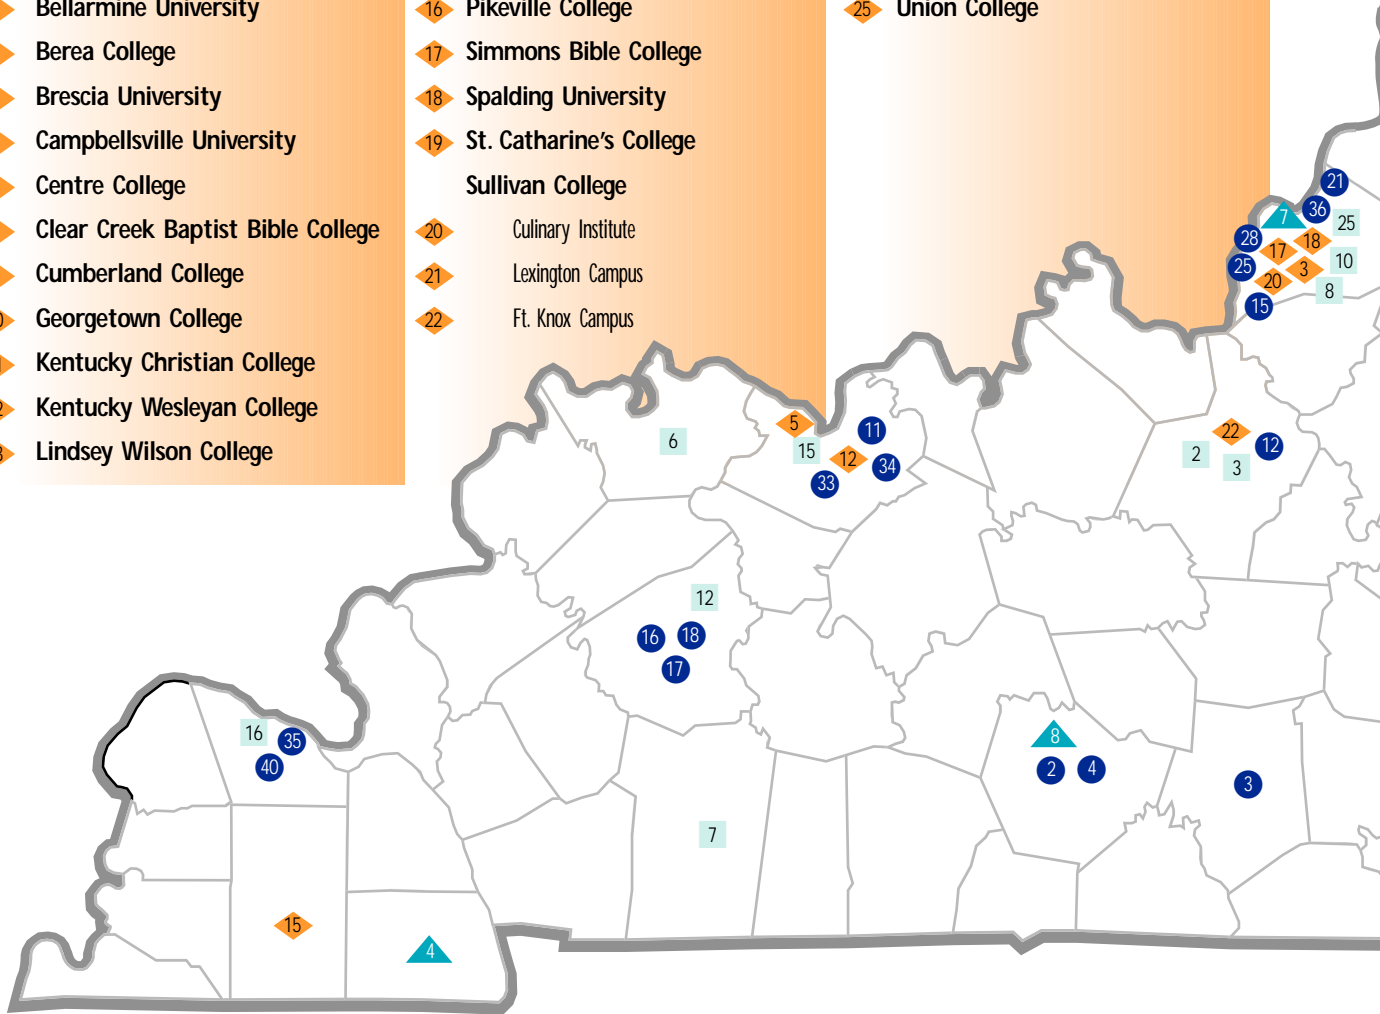 Bellarmine University
Berea College
Brescia University
Campbellsville University
Centre College
Clear Creek Baptist Bible College
Cumberland College
Georgetown College
Kentucky Christian College
Kentucky Wesleyan College
Lindsey Wilson College
16 Pikeville College
17 Simmons Bible College
18 Spalding University
19 St. Catharine's College
Sullivan College
20 Culinary Institute
21 Lexington Campus
22 Ft. Knox Campus
25 Union College
21
36
7
25
28
18
17
10
25
3
20
8
15
5
11
6
15
12
34
33
22
12
2
3
12
16
18
17
16
35
40
8
2
4
3
7
15
4